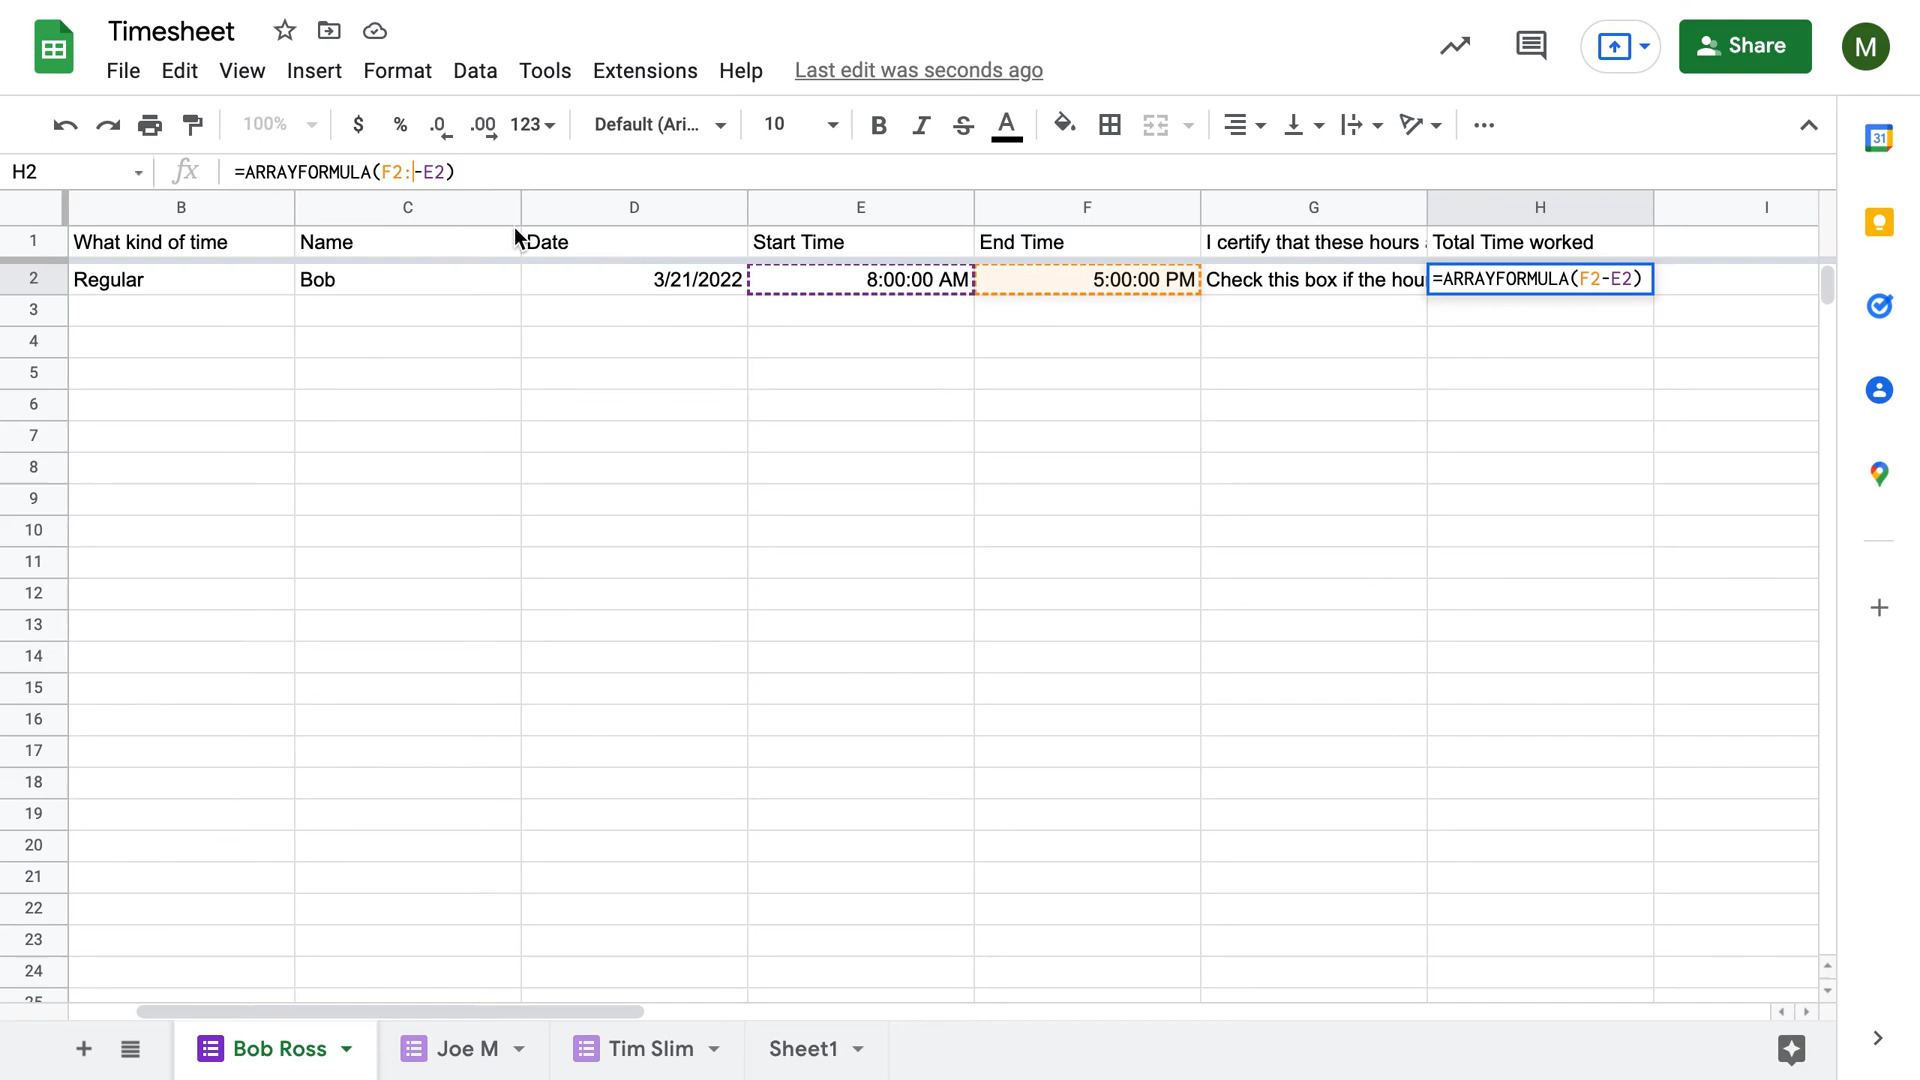 Timesheet
File Edit View Insert Format Data Tools Extensions Help Last edit was seconds ago
Share
M
100% $ % .0 .00 123 Default (Ari... 10 B I S A
H2 fx =ARRAYFORMULA(F2:-E2)
B C D E F G H I
1 What kind of time Name Date Start Time End Time I certify that these hours Total Time worked
2 Regular Bob 3/21/2022 8:00:00 AM 5:00:00 PM Check this box if the hou =ARRAYFORMULA(F2-E2)
3
4
5
6
7
8
9
10
11
12
13
14
15
16
17
18
19
20
21
22
23
24
25
Bob Ross Joe M Tim Slim Sheet1
31